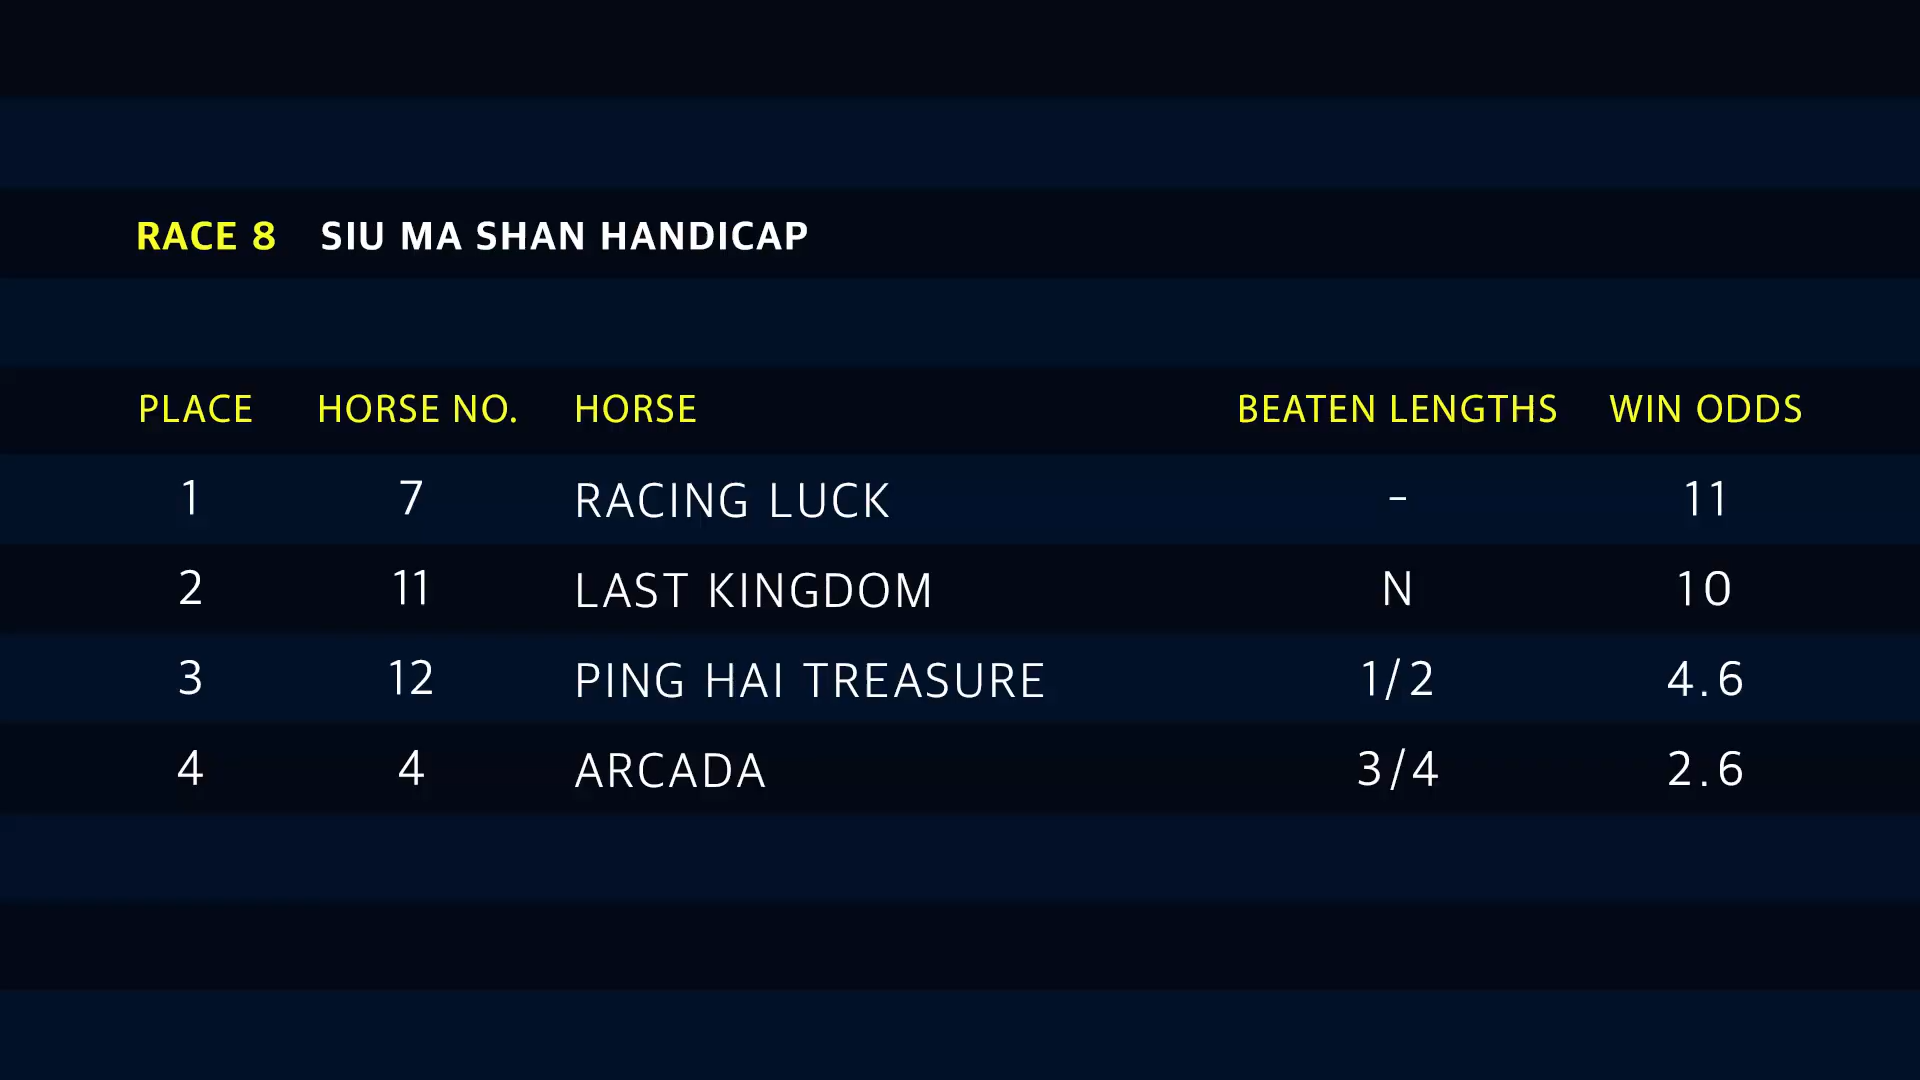 RACE 8 SIU MA SHAN HANDICAP
PLACE HORSE NO. HORSE BEATEN LENGTHS WIN ODDS
1 7 RACING LUCK - 11
2 11 LAST KINGDOM N 10
3 12 PING HAI TREASURE 1/2 4.6
4 4 ARCADA 3/4 2.6